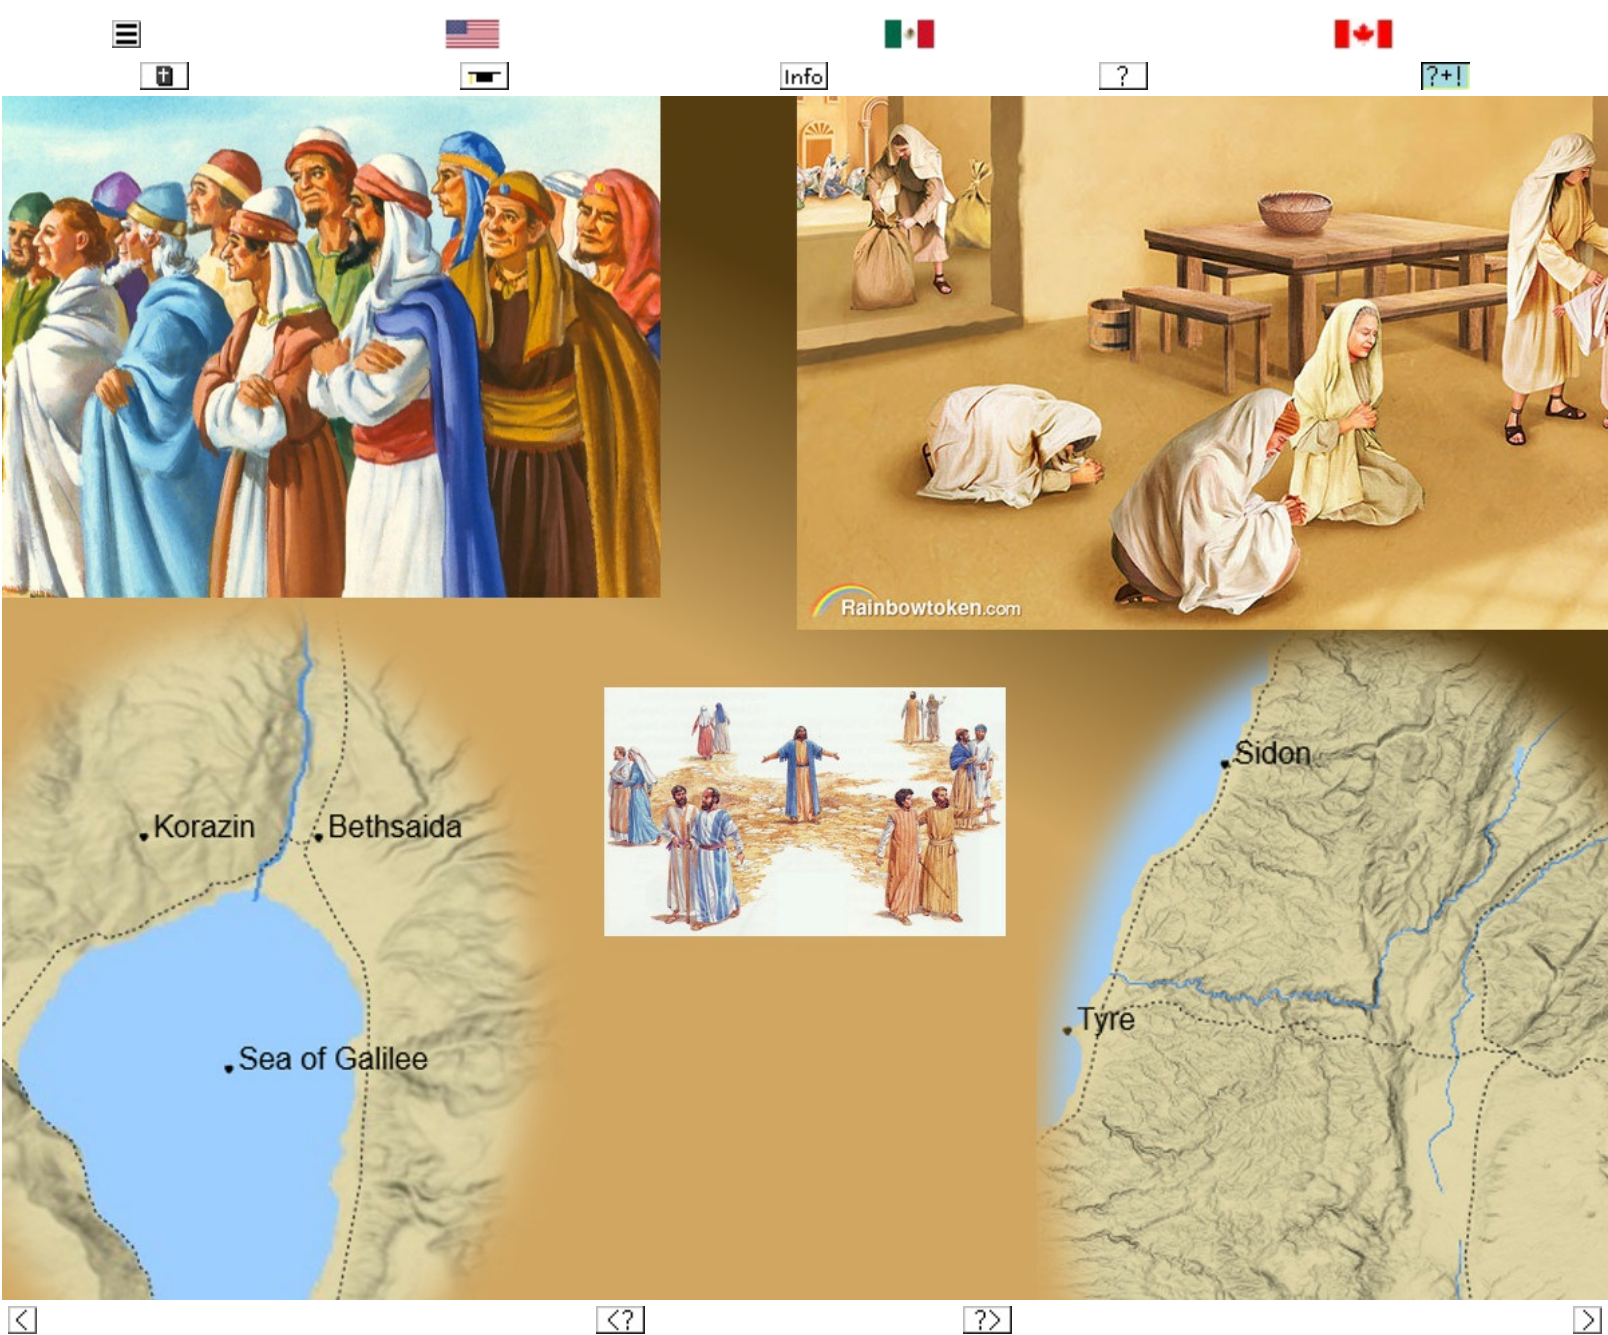 Info
?
?+!
Rainbowtoken.com
Sidon
Korazin
Bethsaida
Tyre
Sea of Galilee
<
<?
?>
>